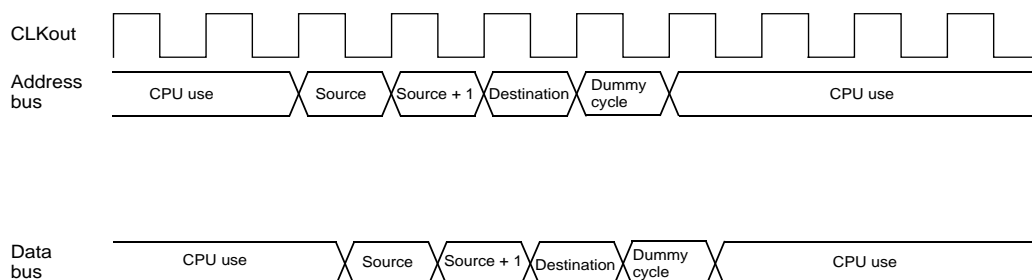 CLKout
Address
bus
CPU use
Source
Source + 1
Destination
Dummy
cycle
CPU use
Data
bus
CPU use
Source
Source + 1
Destination
Dummy
cycle
CPU use